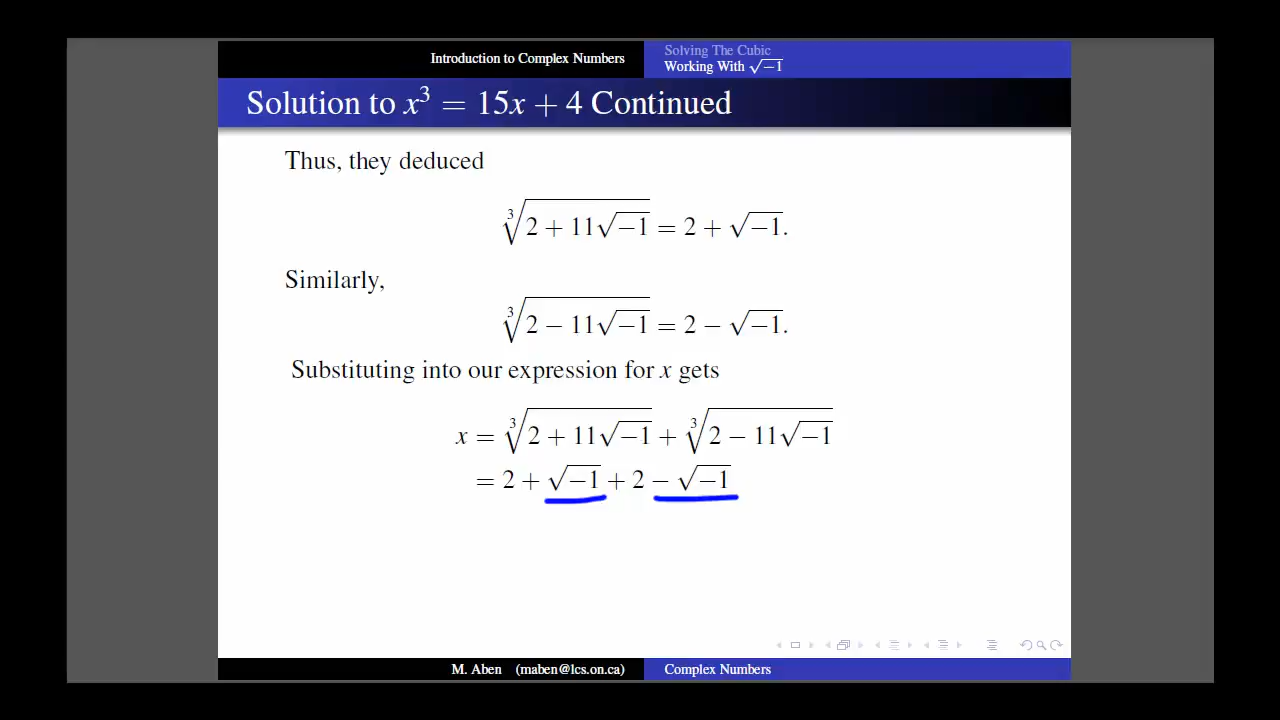 Introduction to Complex Numbers
Solving The Cubic
Working With √−1
Solution to x³ = 15x + 4 Continued
Thus, they deduced
∛(2 + 11√−1) = 2 + √−1.
Similarly,
∛(2 − 11√−1) = 2 − √−1.
Substituting into our expression for x gets
x = ∛(2 + 11√−1) + ∛(2 − 11√−1)
= 2 + √−1 + 2 − √−1
M. Aben (maben@lcs.on.ca)
Complex Numbers